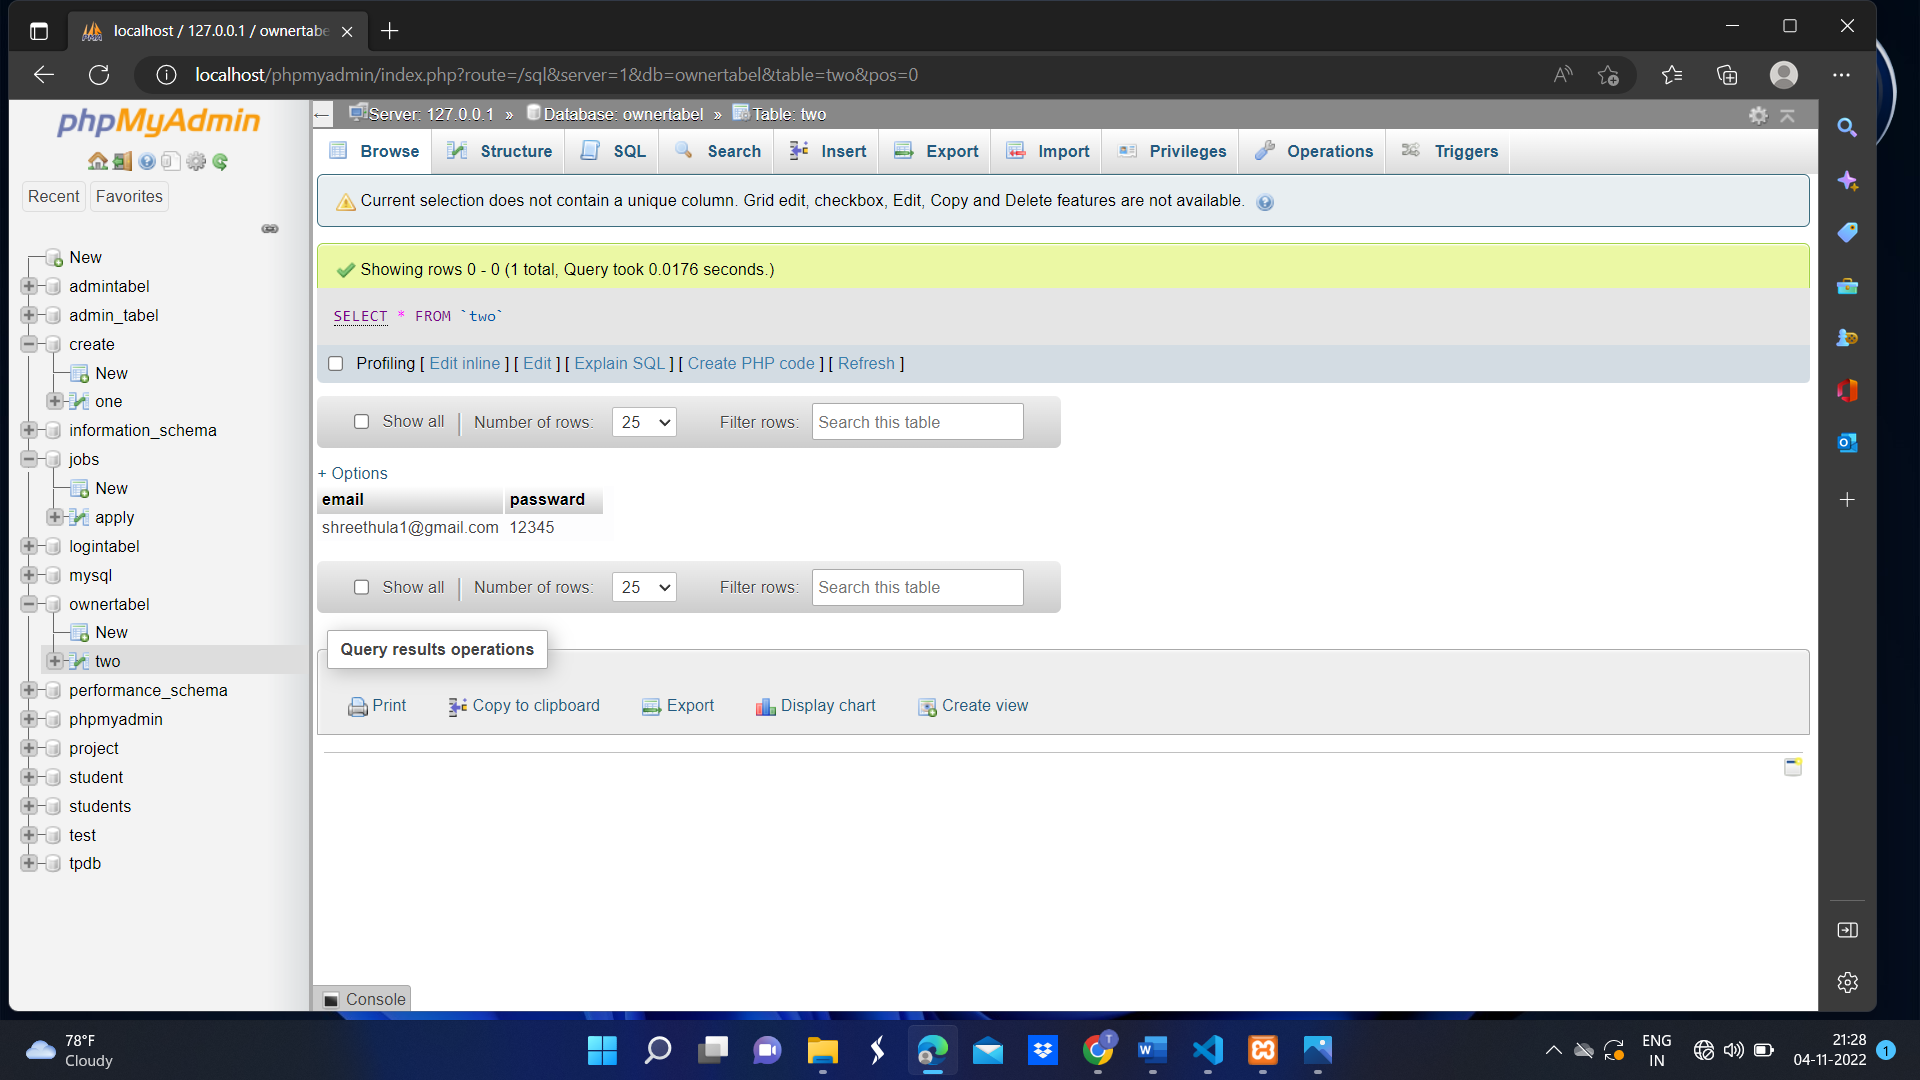 localhost / 127.0.0.1 / ownertabe
localhost/phpmyadmin/index.php?route=/sql&server=1&db=ownertabel&table=two&pos=0
phpMyAdmin
Recent Favorites
New
admintabel
admin_tabel
create
New
one
information_schema
jobs
New
apply
logintabel
mysql
ownertabel
New
two
performance_schema
phpmyadmin
project
student
students
test
tpdb
Server: 127.0.0.1 » Database: ownertabel » Table: two
Browse Structure SQL Search Insert Export Import Privileges Operations Triggers
Current selection does not contain a unique column. Grid edit, checkbox, Edit, Copy and Delete features are not available.
Showing rows 0 - 0 (1 total, Query took 0.0176 seconds.)
SELECT * FROM `two`
Profiling [ Edit inline ] [ Edit ] [ Explain SQL ] [ Create PHP code ] [ Refresh ]
Show all Number of rows: 25 Filter rows: Search this table
+ Options
email passward
shreethula1@gmail.com 12345
Show all Number of rows: 25 Filter rows: Search this table
Query results operations
Print Copy to clipboard Export Display chart Create view
Console
78°F
Cloudy
ENG
IN
21:28
04-11-2022
1